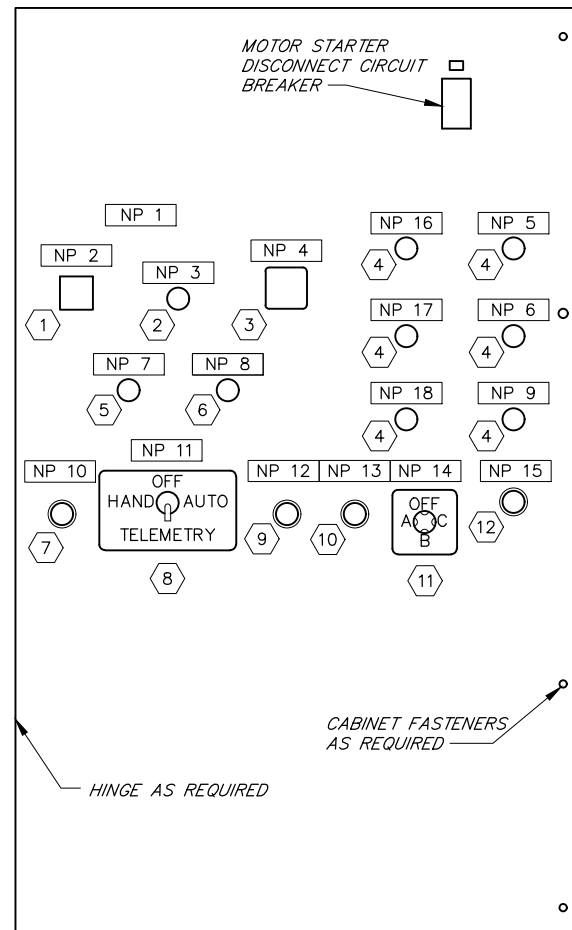 MOTOR STARTER
DISCONNECT CIRCUIT
BREAKER
NP 1
NP 16
NP 5
NP 2
NP 4
NP 3
4
4
1
2
3
NP 17
NP 6
4
4
NP 7
NP 8
5
6
NP 18
NP 9
4
4
NP 11
NP 10
NP 12
NP 13
NP 14
NP 15
OFF
HAND
AUTO
TELEMETRY
OFF
A
C
B
7
8
9
10
11
12
CABINET FASTENERS
AS REQUIRED
HINGE AS REQUIRED